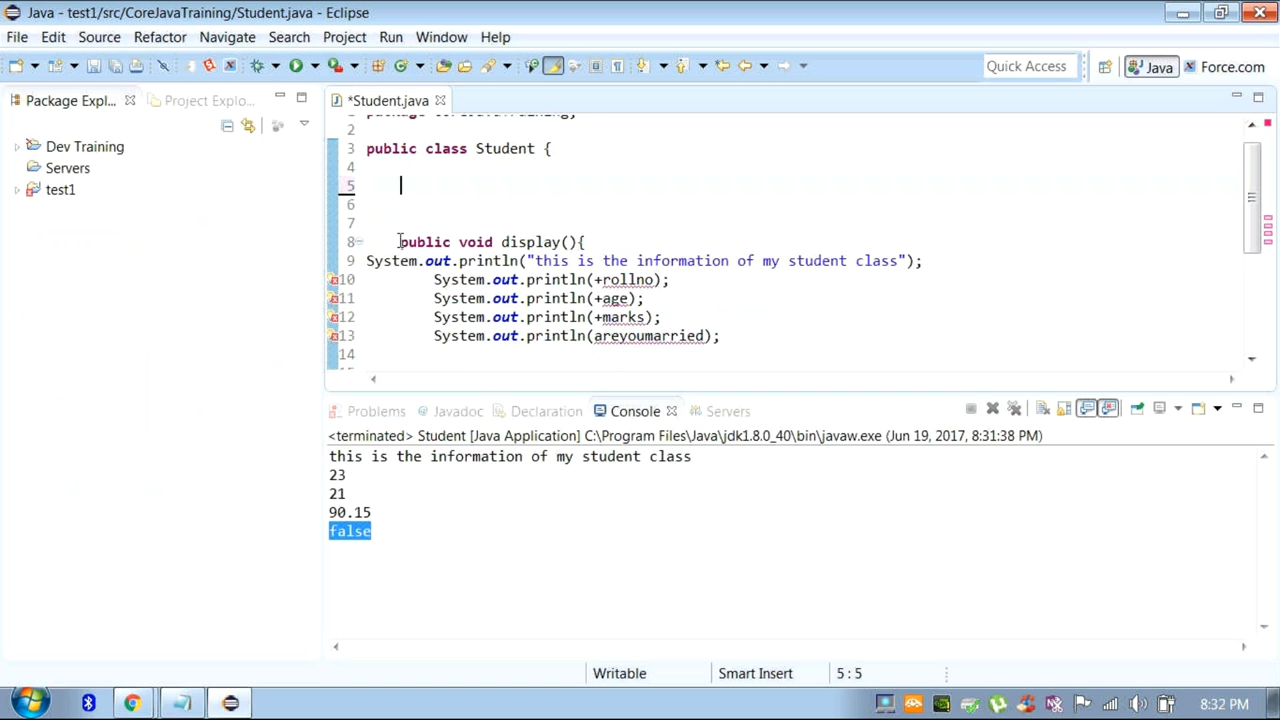 Java - test1/src/CoreJavaTraining/Student.java - Eclipse
File Edit Source Refactor Navigate Search Project Run Window Help
Quick Access Java Force.com
Package Expl... Project Explo...
*Student.java
Dev Training
Servers
test1
2
3 public class Student {
4
5
6
7
8 public void display(){
9 System.out.println("this is the information of my student class");
10 System.out.println(+rollno);
11 System.out.println(+age);
12 System.out.println(+marks);
13 System.out.println(areyoumarried);
14
Problems @ Javadoc Declaration Console Servers
<terminated> Student [Java Application] C:\Program Files\Java\jdk1.8.0_40\bin\javaw.exe (Jun 19, 2017, 8:31:38 PM)
this is the information of my student class
23
21
90.15
false
Writable Smart Insert 5 : 5
8:32 PM